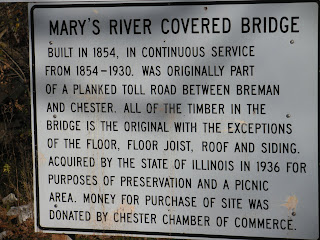 MARY'S RIVER COVERED BRIDGE
BUILT IN 1854, IN CONTINUOUS SERVICE
FROM 1854-1930. WAS ORIGINALLY PART
OF A PLANKED TOLL ROAD BETWEEN BREMAN
AND CHESTER. ALL OF THE TIMBER IN THE
BRIDGE IS THE ORIGINAL WITH THE EXCEPTIONS
OF THE FLOOR, FLOOR JOIST, ROOF AND SIDING.
ACQUIRED BY THE STATE OF ILLINOIS IN 1936 FOR
PURPOSES OF PRESERVATION AND A PICNIC
AREA. MONEY FOR PURCHASE OF SITE WAS
DONATED BY CHESTER CHAMBER OF COMMERCE.